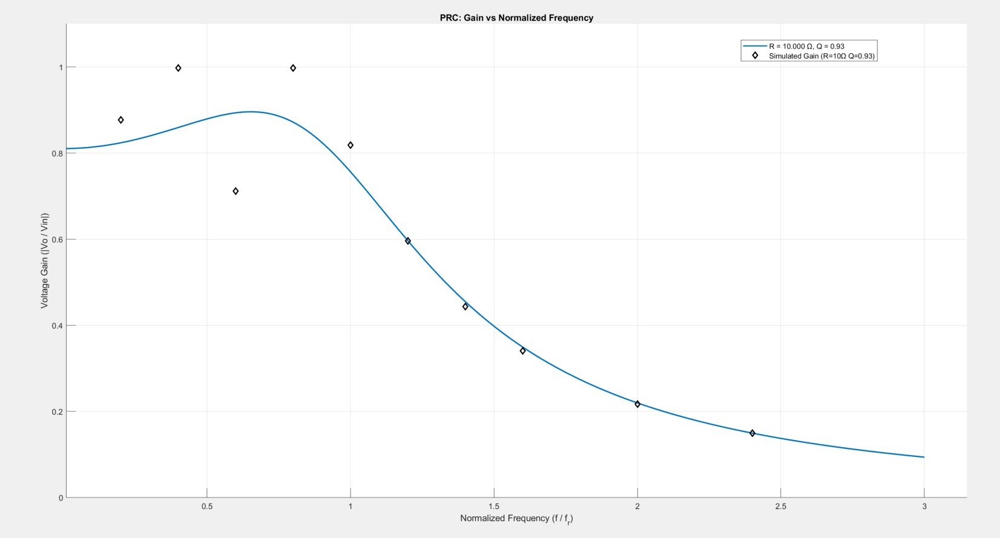 PRC: Gain vs Normalized Frequency
R = 10.000 Ω, Q = 0.93
Simulated Gain (R=10Ω Q=0.93)
Voltage Gain (|Vo / Vin|)
1
0.8
0.6
0.4
0.2
0
0.5
1
1.5
2
2.5
3
Normalized Frequency (f / fr)